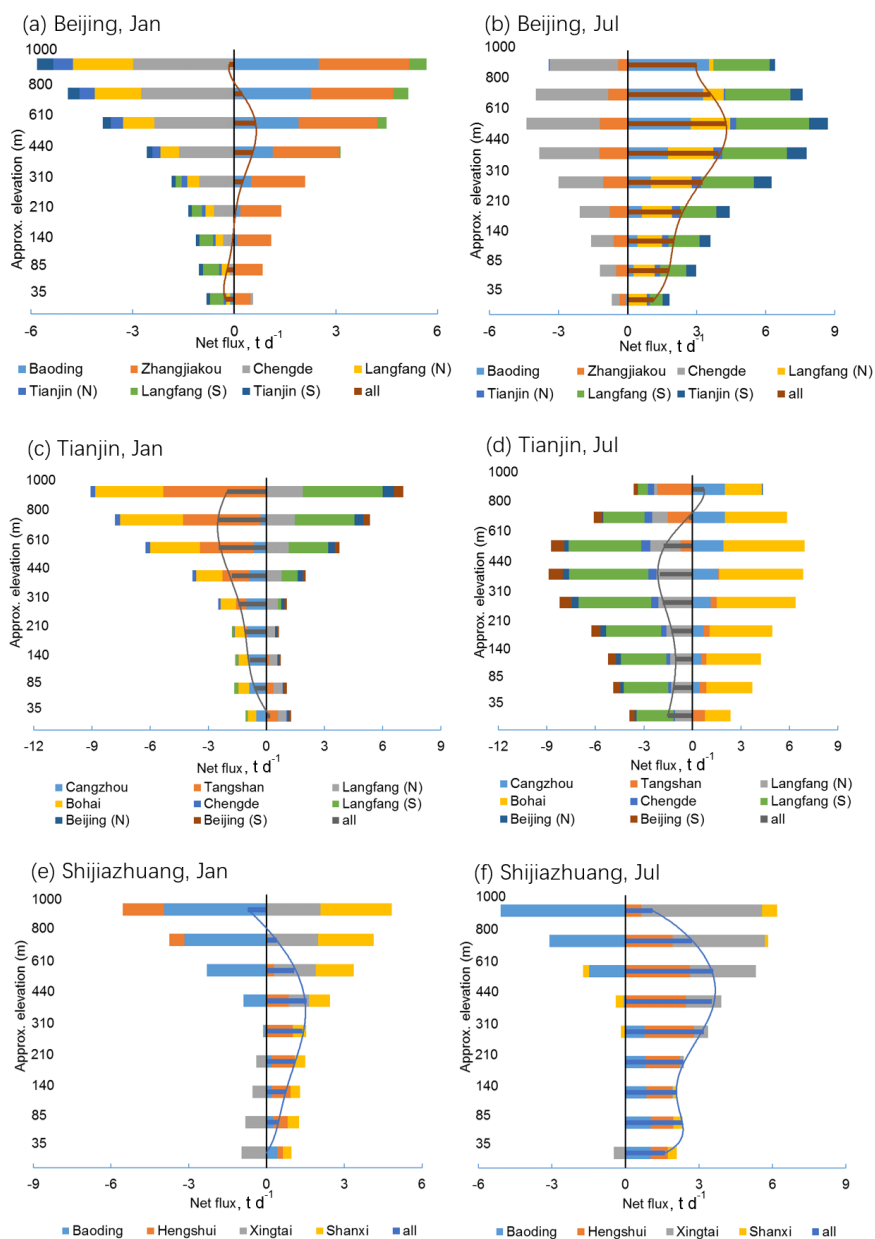 (a) Beijing, Jan
Approx. elevation (m)
1000
800
610
440
310
210
140
85
35
-6 -3 0 3 6
Net flux, t d⁻¹
Baoding Zhangjiakou Chengde Langfang (N)
Tianjin (N) Langfang (S) Tianjin (S) all
(b) Beijing, Jul
Approx. elevation (m)
1000
800
610
440
310
210
140
85
35
-6 -3 0 3 6 9
Net flux, t d⁻¹
Baoding Zhangjiakou Chengde Langfang (N)
Tianjin (N) Langfang (S) Tianjin (S) all
(c) Tianjin, Jan
Approx. elevation (m)
1000
800
610
440
310
210
140
85
35
-12 -9 -6 -3 0 3 6 9
Net flux, t d⁻¹
Cangzhou Tangshan Langfang (N)
Bohai Chengde Langfang (S)
Beijing (N) Beijing (S) all
(d) Tianjin, Jul
Approx. elevation (m)
1000
800
610
440
310
210
140
85
35
-12 -9 -6 -3 0 3 6 9
Net flux, t d⁻¹
Cangzhou Tangshan Langfang (N)
Bohai Chengde Langfang (S)
Beijing (N) Beijing (S) all
(e) Shijiazhuang, Jan
Approx. elevation (m)
1000
800
610
440
310
210
140
85
35
-9 -6 -3 0 3 6
Net flux, t d⁻¹
Baoding Hengshui Xingtai Shanxi all
(f) Shijiazhuang, Jul
Approx. elevation (m)
1000
800
610
440
310
210
140
85
35
-6 -3 0 3 6 9
Net flux, t d⁻¹
Baoding Hengshui Xingtai Shanxi all